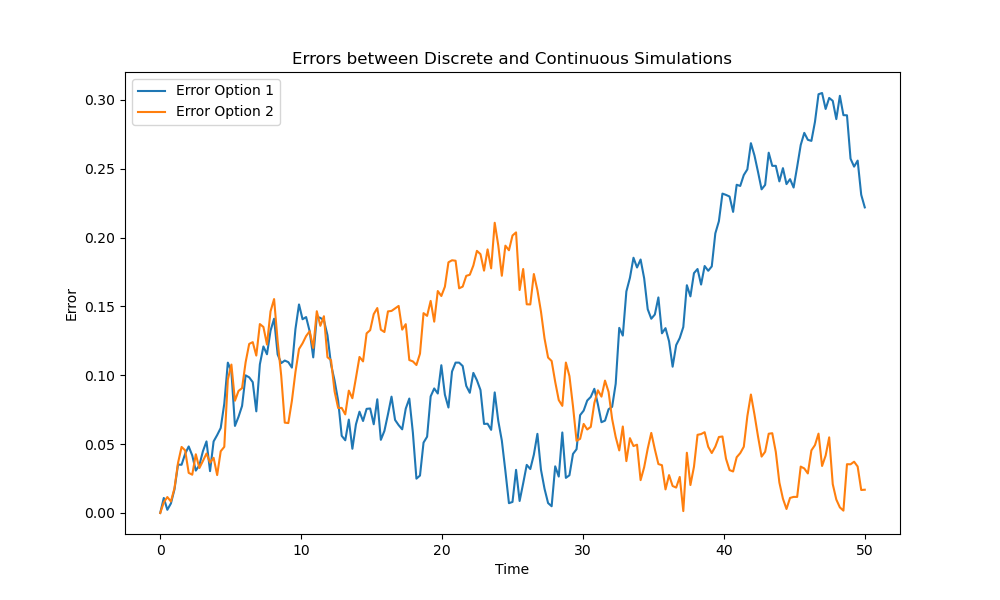 Errors between Discrete and Continuous Simulations
Error Option 1
Error Option 2
Error
0.30
0.25
0.20
0.15
0.10
0.05
0.00
0 10 20 30 40 50
Time